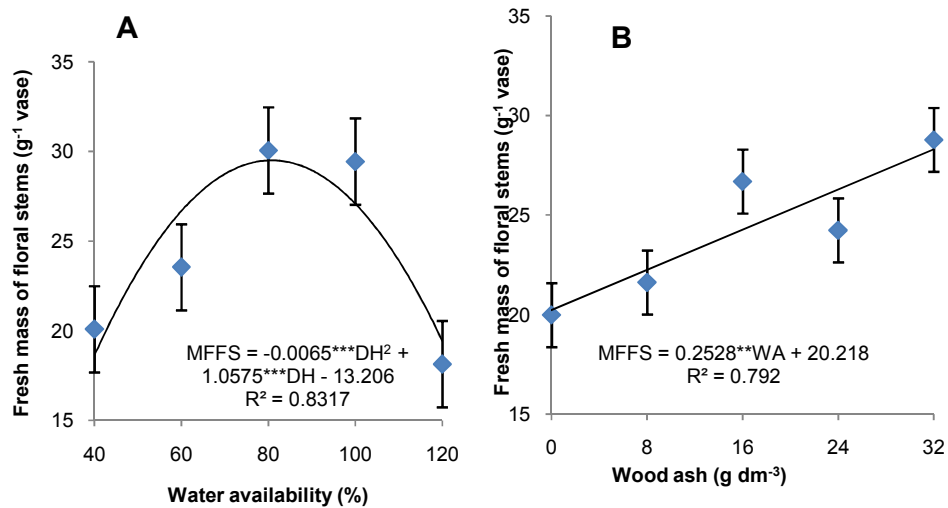 A
Fresh mass of floral stems (g⁻¹ vase)
35
30
25
20
15
MFFS = -0.0065***DH² +
1.0575***DH - 13.206
R² = 0.8317
40 60 80 100 120
Water availability (%)
B
Fresh mass of floral stems (g⁻¹ vase)
35
30
25
20
15
MFFS = 0.2528**WA + 20.218
R² = 0.792
0 8 16 24 32
Wood ash (g dm⁻³)